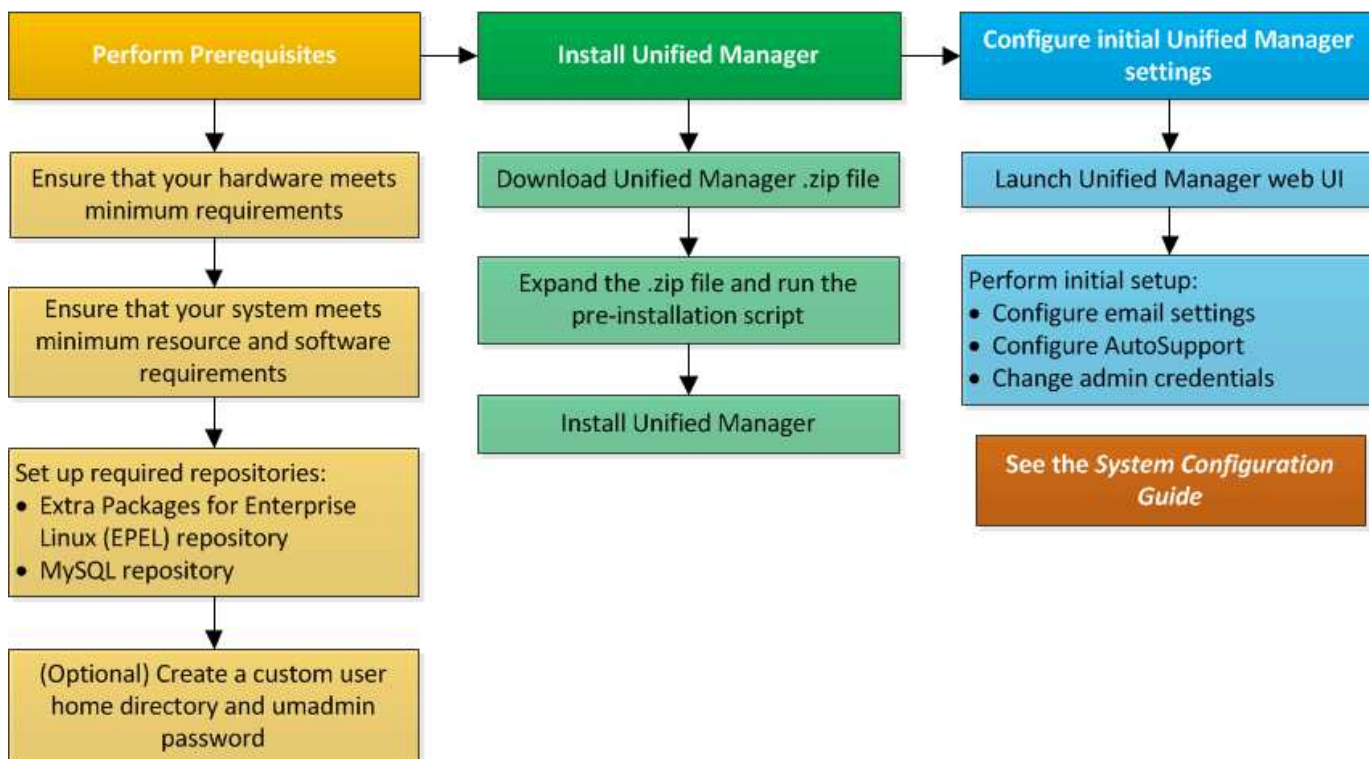 Perform Prerequisites
Ensure that your hardware meets
minimum requirements
Ensure that your system meets
minimum resource and software
requirements
Set up required repositories:
• Extra Packages for Enterprise
Linux (EPEL) repository
• MySQL repository
(Optional) Create a custom user
home directory and umadmin
password
Install Unified Manager
Download Unified Manager .zip file
Expand the .zip file and run the
pre-installation script
Install Unified Manager
Configure initial Unified Manager
settings
Launch Unified Manager web UI
Perform initial setup:
• Configure email settings
• Configure AutoSupport
• Change admin credentials
See the System Configuration
Guide